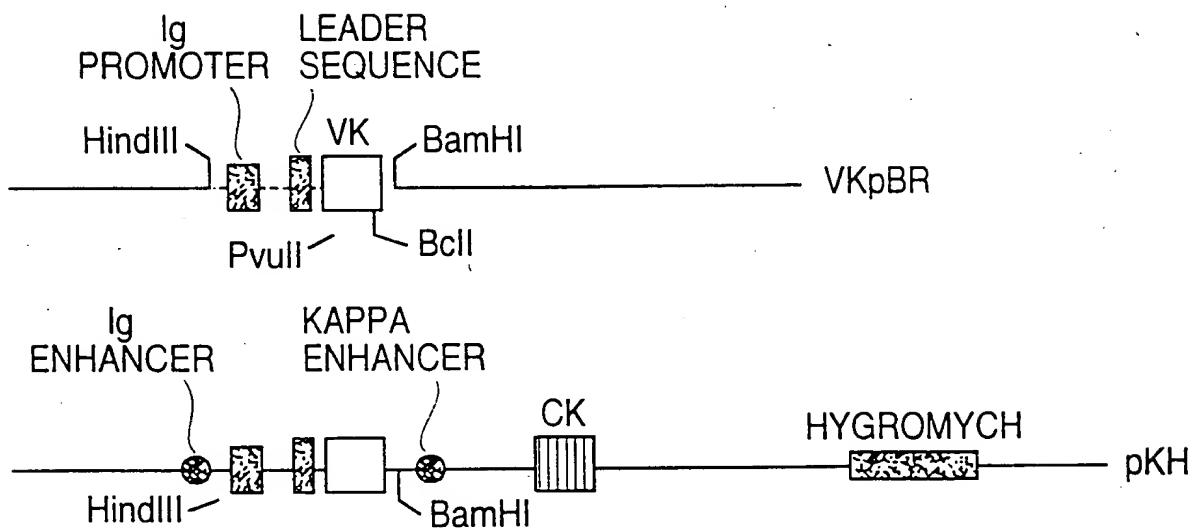 Ig
PROMOTER
LEADER
SEQUENCE
HindIII
VK
BamHI
VKpBR
PvuII
BclI
Ig
ENHANCER
KAPPA
ENHANCER
CK
HYGROMYCH
pKH
HindIII
BamHI